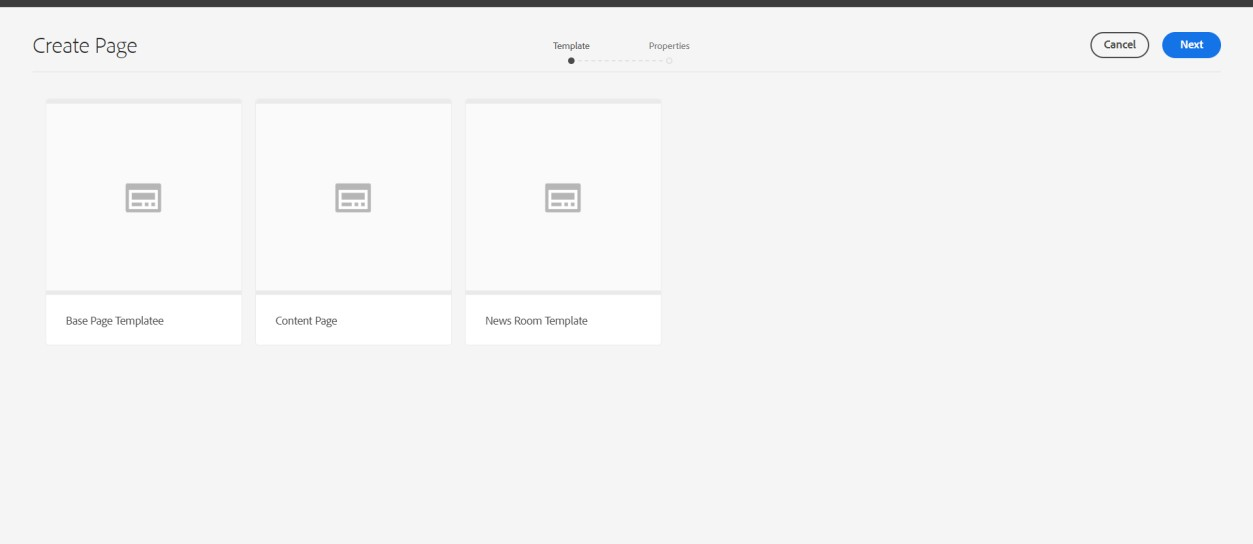 Create Page
Template
Properties
Cancel
Next
Base Page Templatee
Content Page
News Room Template